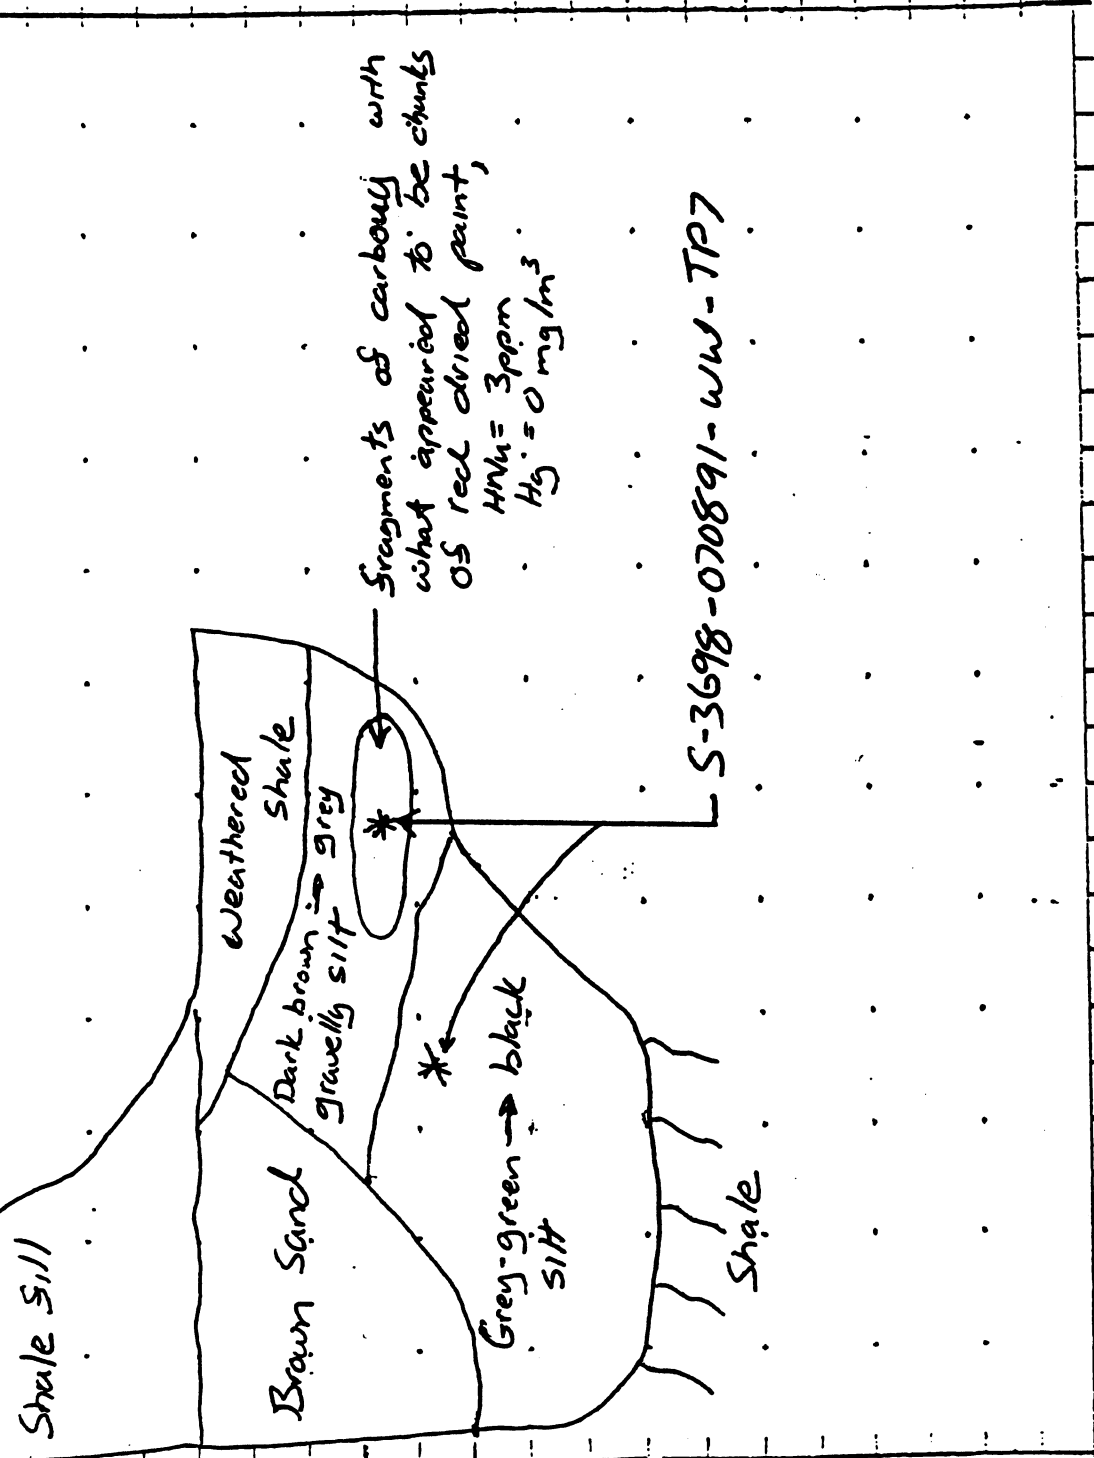 Shale Sill
Weathered
Shale
Dark brown → grey
gravelly silt
Brown Sand
fragments of carbouy with
what appeared to be chunks
of red dried paint,
HNu = 3ppm
Hg = 0 mg/m³
*
*
Grey-green → black
silt
S-3698-070891-WW-TP7
Shale